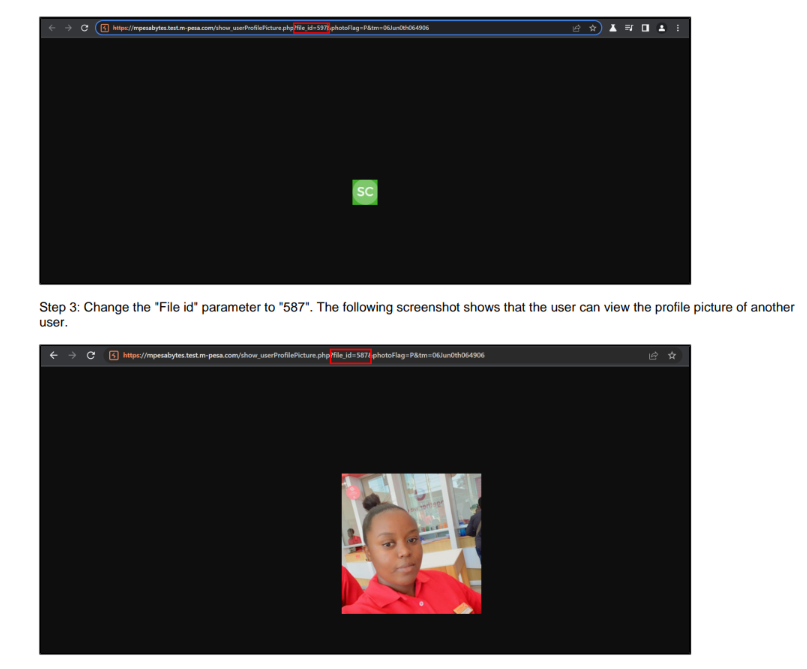 https://mpesabytes.test.m-pesa.com/show_userProfilePicture.php?file_id=597&photoFlag=P&tm=06Jun0th064906
SC
Step 3: Change the "File id" parameter to "587". The following screenshot shows that the user can view the profile picture of another
user.
https://mpesabytes.test.m-pesa.com/show_userProfilePicture.php?file_id=587&photoFlag=P&tm=06Jun0th064906